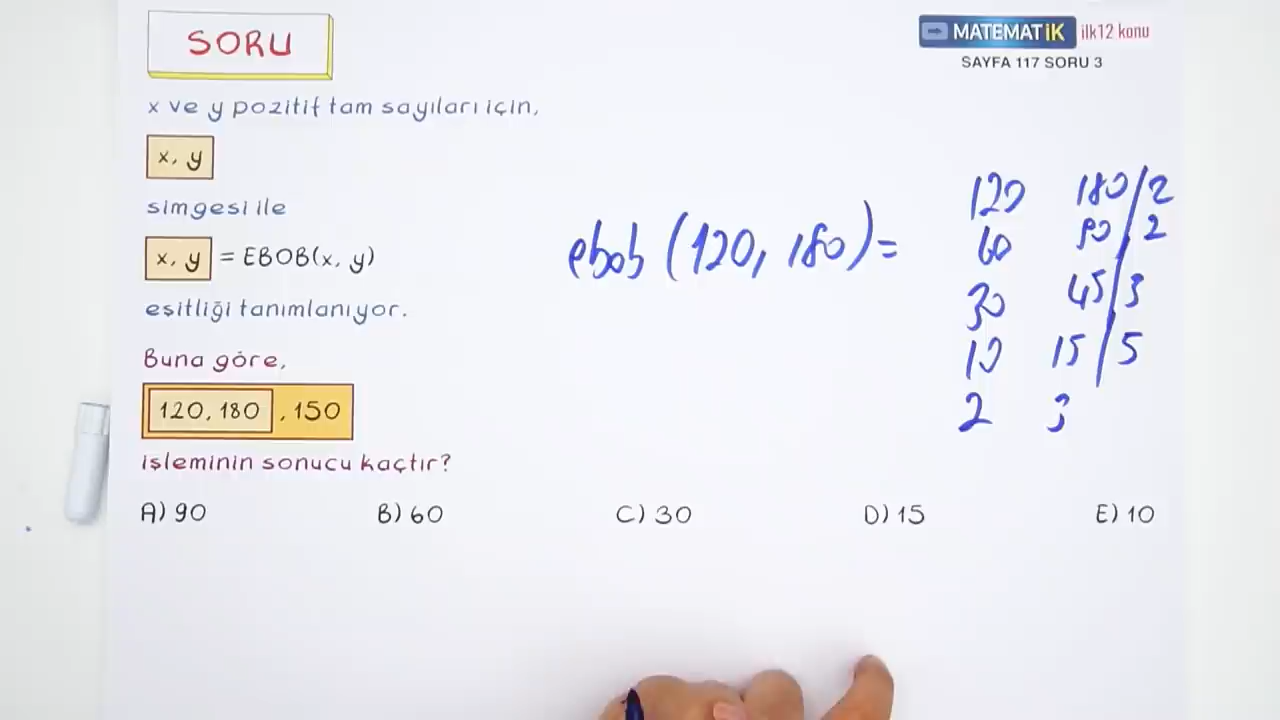 SORU
MATEMATİK ilk12 konu
SAYFA 117 SORU 3
x ve y pozitif tam sayıları için,
x, y
simgesi ile
x, y = EBOB(x, y)
eşitliği tanımlanıyor.
Buna göre,
120, 180 , 150
işleminin sonucu kaçtır?
A) 90 B) 60 C) 30 D) 15 E) 10
ebob (120, 180) =
120 180 / 2
60 90 / 2
30 45 / 3
10 15 / 5
2 3